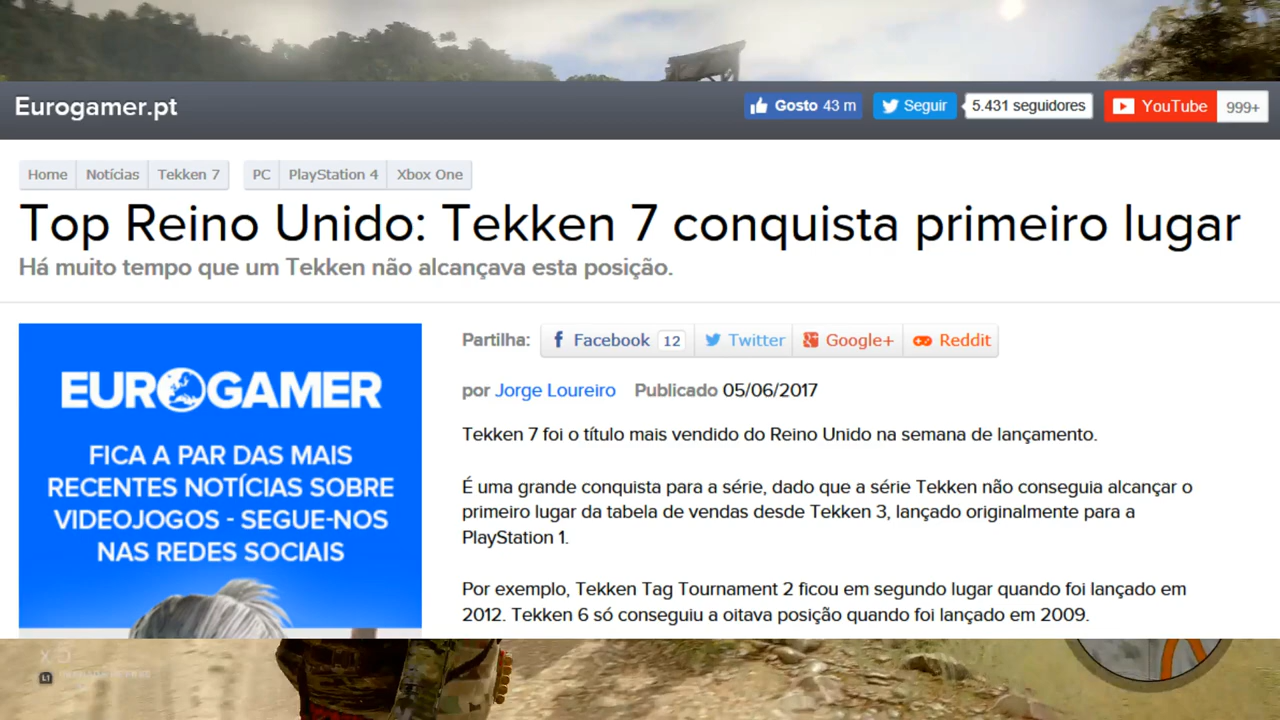 Eurogamer.pt
Gosto 43 m
Seguir
5.431 seguidores
YouTube 999+
Home Notícias Tekken 7 PC PlayStation 4 Xbox One
Top Reino Unido: Tekken 7 conquista primeiro lugar
Há muito tempo que um Tekken não alcançava esta posição.
Partilha: Facebook 12 Twitter Google+ Reddit
por Jorge Loureiro Publicado 05/06/2017
Tekken 7 foi o título mais vendido do Reino Unido na semana de lançamento.
É uma grande conquista para a série, dado que a série Tekken não conseguia alcançar o
primeiro lugar da tabela de vendas desde Tekken 3, lançado originalmente para a
PlayStation 1.
Por exemplo, Tekken Tag Tournament 2 ficou em segundo lugar quando foi lançado em
2012. Tekken 6 só conseguiu a oitava posição quando foi lançado em 2009.
EUROGAMER
FICA A PAR DAS MAIS
RECENTES NOTÍCIAS SOBRE
VIDEOJOGOS - SEGUE-NOS
NAS REDES SOCIAIS
L1